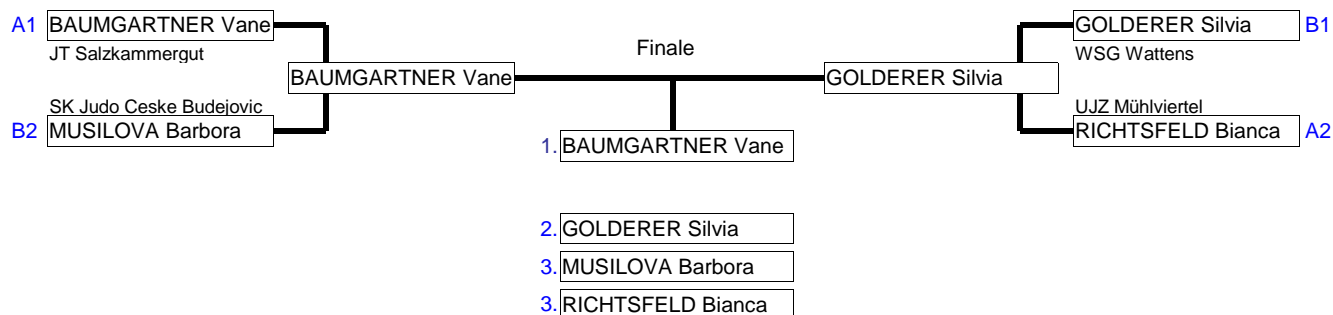 A1 BAUMGARTNER Vane
JT Salzkammergut
SK Judo Ceske Budejovic
B2 MUSILOVA Barbora
BAUMGARTNER Vane
Finale
GOLDERER Silvia
GOLDERER Silvia B1
WSG Wattens
UJZ Mühlviertel
RICHTSFELD Bianca A2
1. BAUMGARTNER Vane
2. GOLDERER Silvia
3. MUSILOVA Barbora
3. RICHTSFELD Bianca